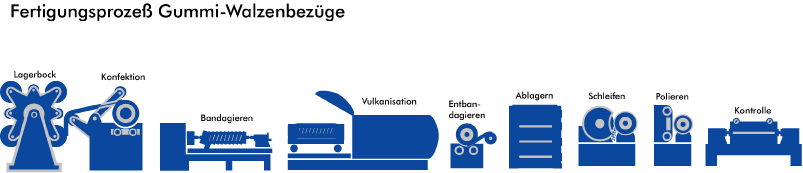 Fertigungsprozeß Gummi-Walzenbezüge
Lagerbock
Konfektion
Bandagieren
Vulkanisation
Entban-
dagieren
Ablagern
Schleifen
Polieren
Kontrolle